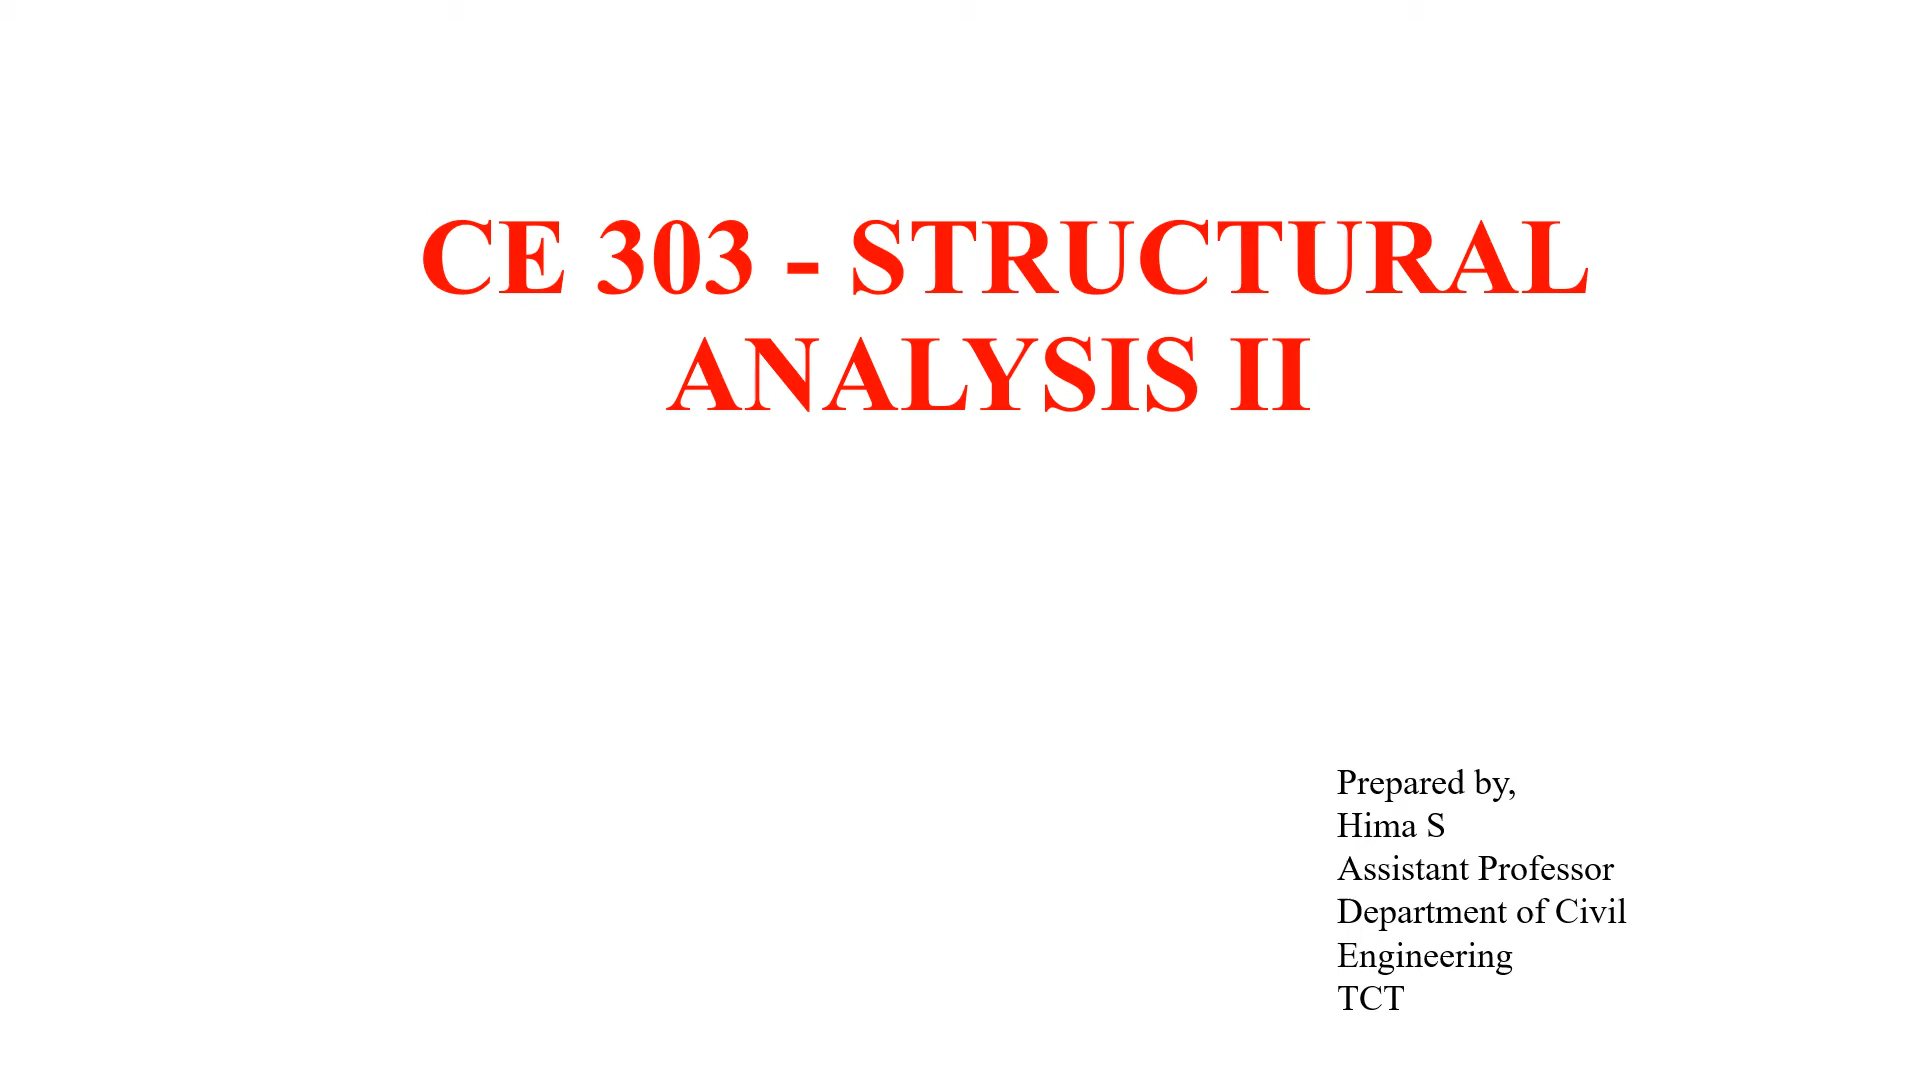 CE 303 - STRUCTURAL
ANALYSIS II
Prepared by,
Hima S
Assistant Professor
Department of Civil
Engineering
TCT